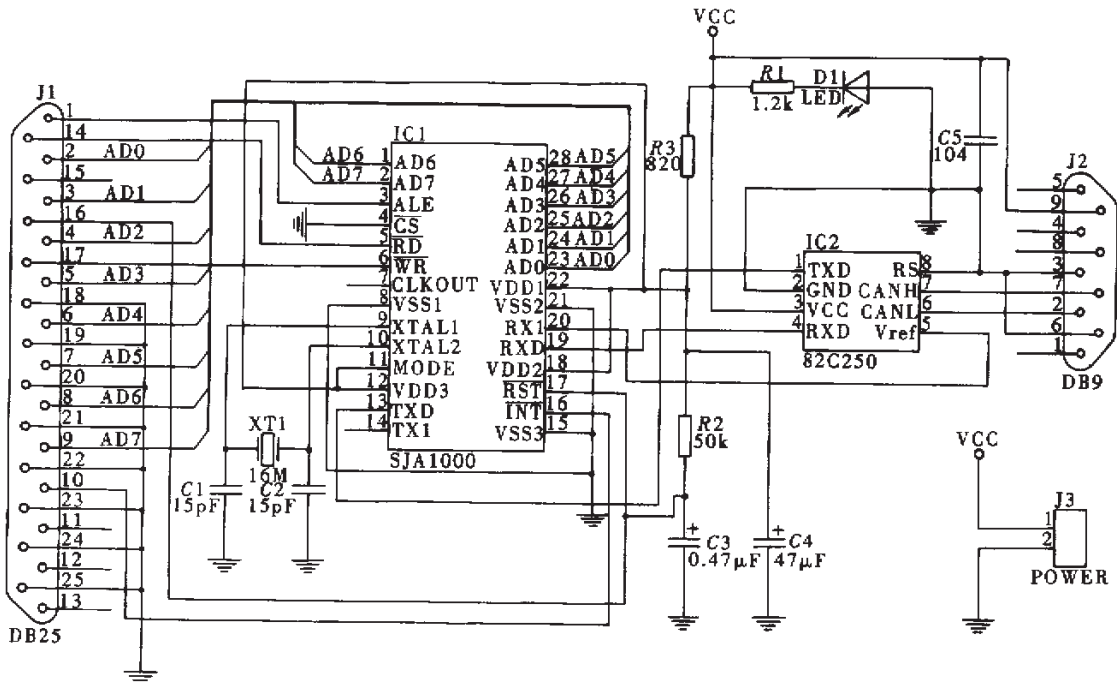 VCC
J1
1
14
2 AD0
15
3 AD1
16
4 AD2
17
5 AD3
18
6 AD4
19
7 AD5
20
8 AD6
21
9 AD7
22
10
23
11
24
12
25
13
DB25
IC1
AD6 1 AD6
AD7 2 AD7
3 ALE
4 CS
5 RD
6 WR
7 CLKOUT
8 VSS1
9 XTAL1
10 XTAL2
11 MODE
12 VDD3
13 TXD
14 TX1
AD5 28 AD5
AD4 27 AD4
AD3 26 AD3
AD2 25 AD2
AD1 24 AD1
AD0 23 AD0
VDD1 22
VSS2 21
RX1 20
RXD 19
VDD2 18
RST 17
INT 16
VSS3 15
SJA1000
XT1
16M
C1
15pF
C2
15pF
R3
820
R1
1.2k
D1
LED
C5
104
R2
50k
C3
0.47μF
C4
47μF
IC2
1 TXD
2 GND
3 VCC
4 RXD
RS 8
CANH 7
CANL 6
Vref 5
82C250
J2
5
9
4
8
3
7
2
6
1
DB9
VCC
J3
1
2
POWER